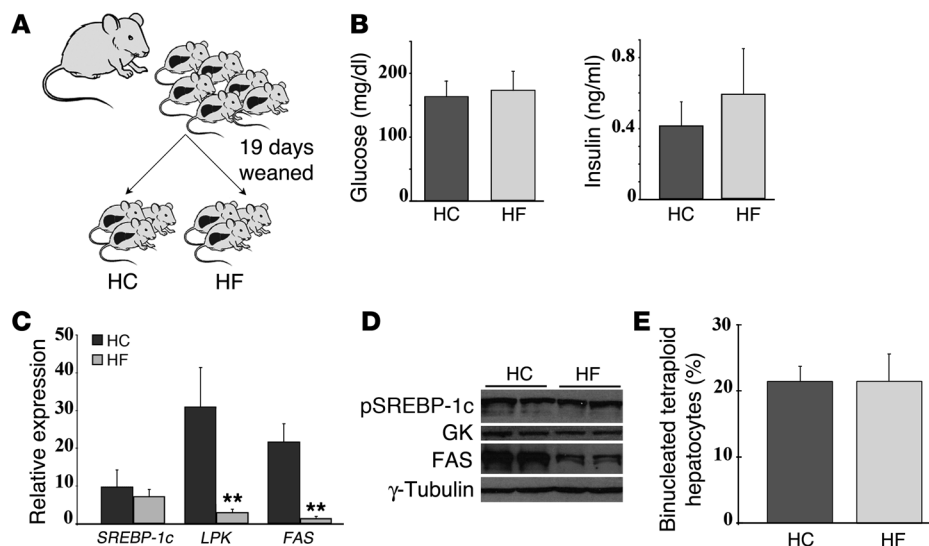 A
19 days
weaned
HC
HF
B
Glucose (mg/dl)
200
100
0
HC
HF
Insulin (ng/ml)
0.8
0.4
0
HC
HF
C
Relative expression
50
40
30
20
10
0
HC
HF
**
**
SREBP-1c
LPK
FAS
D
HC
HF
pSREBP-1c
GK
FAS
γ-Tubulin
E
Binucleated tetraploid
hepatocytes (%)
30
20
10
0
HC
HF